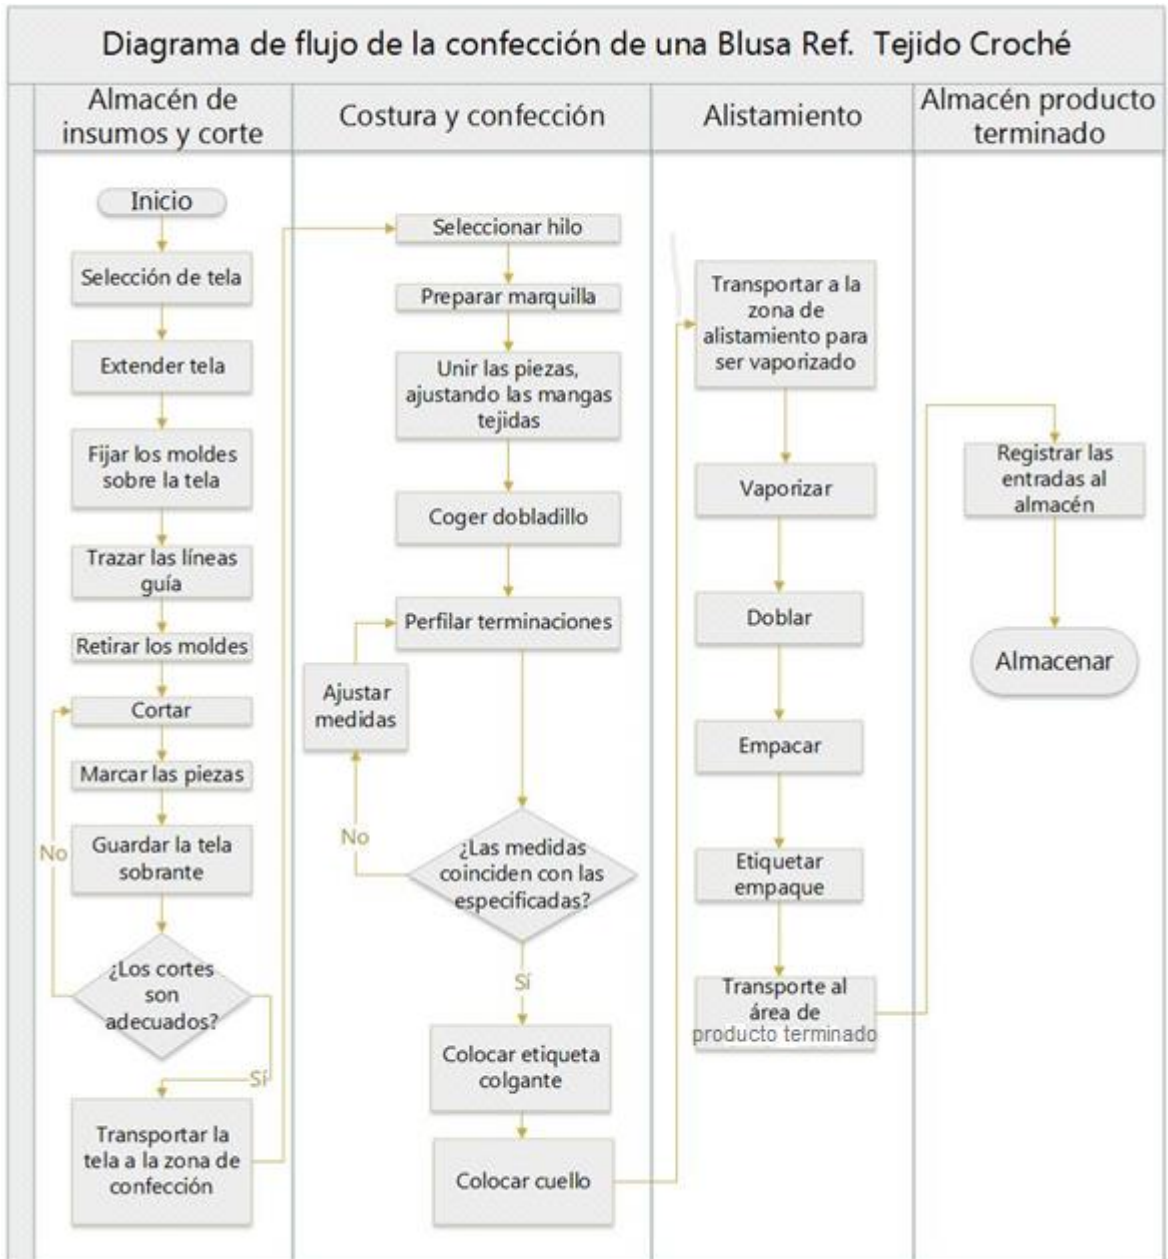 Diagrama de flujo de la confección de una Blusa Ref. Tejido Croché
Almacén de
insumos y corte
Costura y confección
Alistamiento
Almacén producto
terminado
Inicio
Selección de tela
Extender tela
Fijar los moldes
sobre la tela
Trazar las líneas
guía
Retirar los moldes
Cortar
Marcar las piezas
Guardar la tela
sobrante
No
¿Los cortes
son
adecuados?
Sí
Transportar la
tela a la zona de
confección
Seleccionar hilo
Preparar marquilla
Unir las piezas,
ajustando las mangas
tejidas
Coger dobladillo
Perfilar terminaciones
Ajustar
medidas
No
¿Las medidas
coinciden con las
especificadas?
Sí
Colocar etiqueta
colgante
Colocar cuello
Transportar a la
zona de
alistamiento para
ser vaporizado
Vaporizar
Doblar
Empacar
Etiquetar
empaque
Transporte al
área de
producto terminado
Registrar las
entradas al
almacén
Almacenar